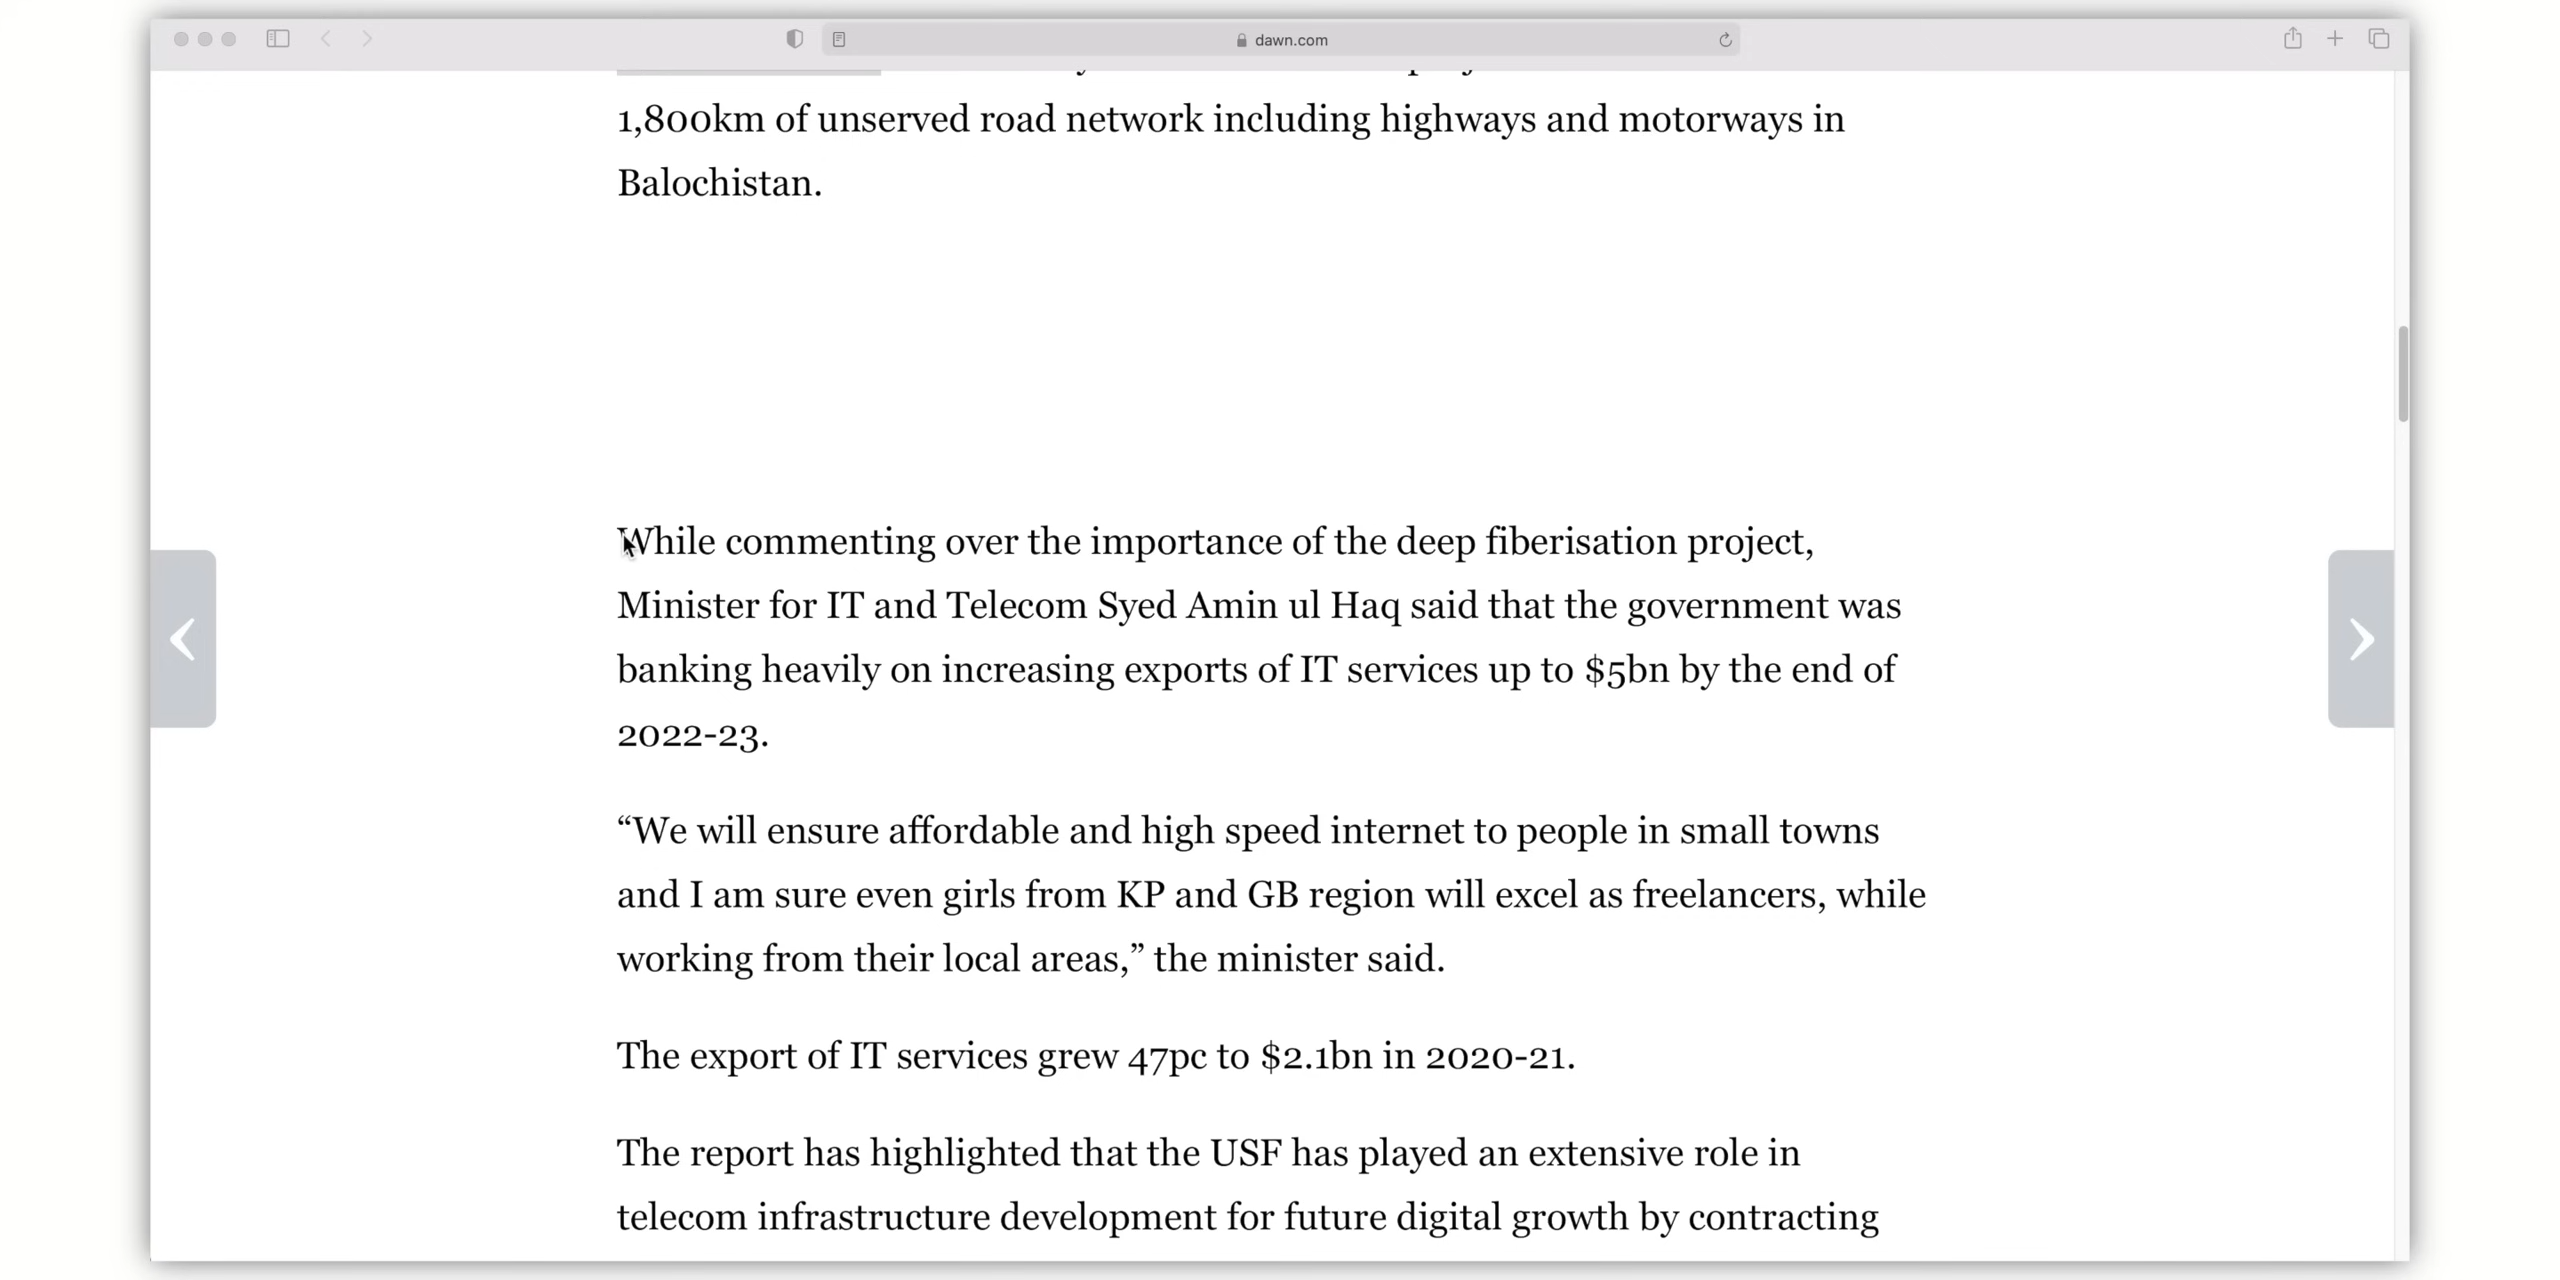 dawn.com
1,800km of unserved road network including highways and motorways in
Balochistan.
While commenting over the importance of the deep fiberisation project,
Minister for IT and Telecom Syed Amin ul Haq said that the government was
banking heavily on increasing exports of IT services up to $5bn by the end of
2022-23.
“We will ensure affordable and high speed internet to people in small towns
and I am sure even girls from KP and GB region will excel as freelancers, while
working from their local areas,” the minister said.
The export of IT services grew 47pc to $2.1bn in 2020-21.
The report has highlighted that the USF has played an extensive role in
telecom infrastructure development for future digital growth by contracting